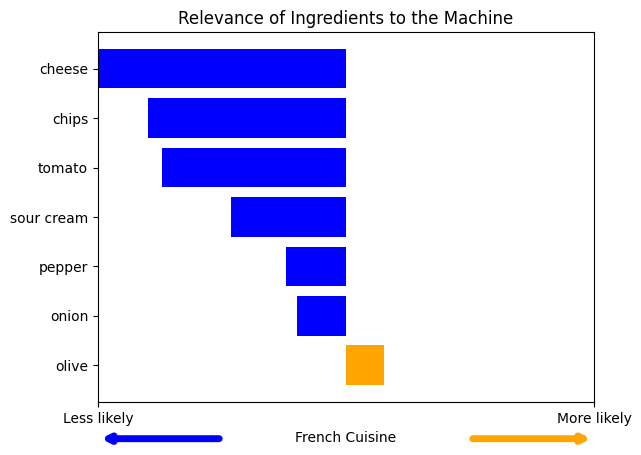 Relevance of Ingredients to the Machine
cheese
chips
tomato
sour cream
pepper
onion
olive
Less likely
More likely
French Cuisine